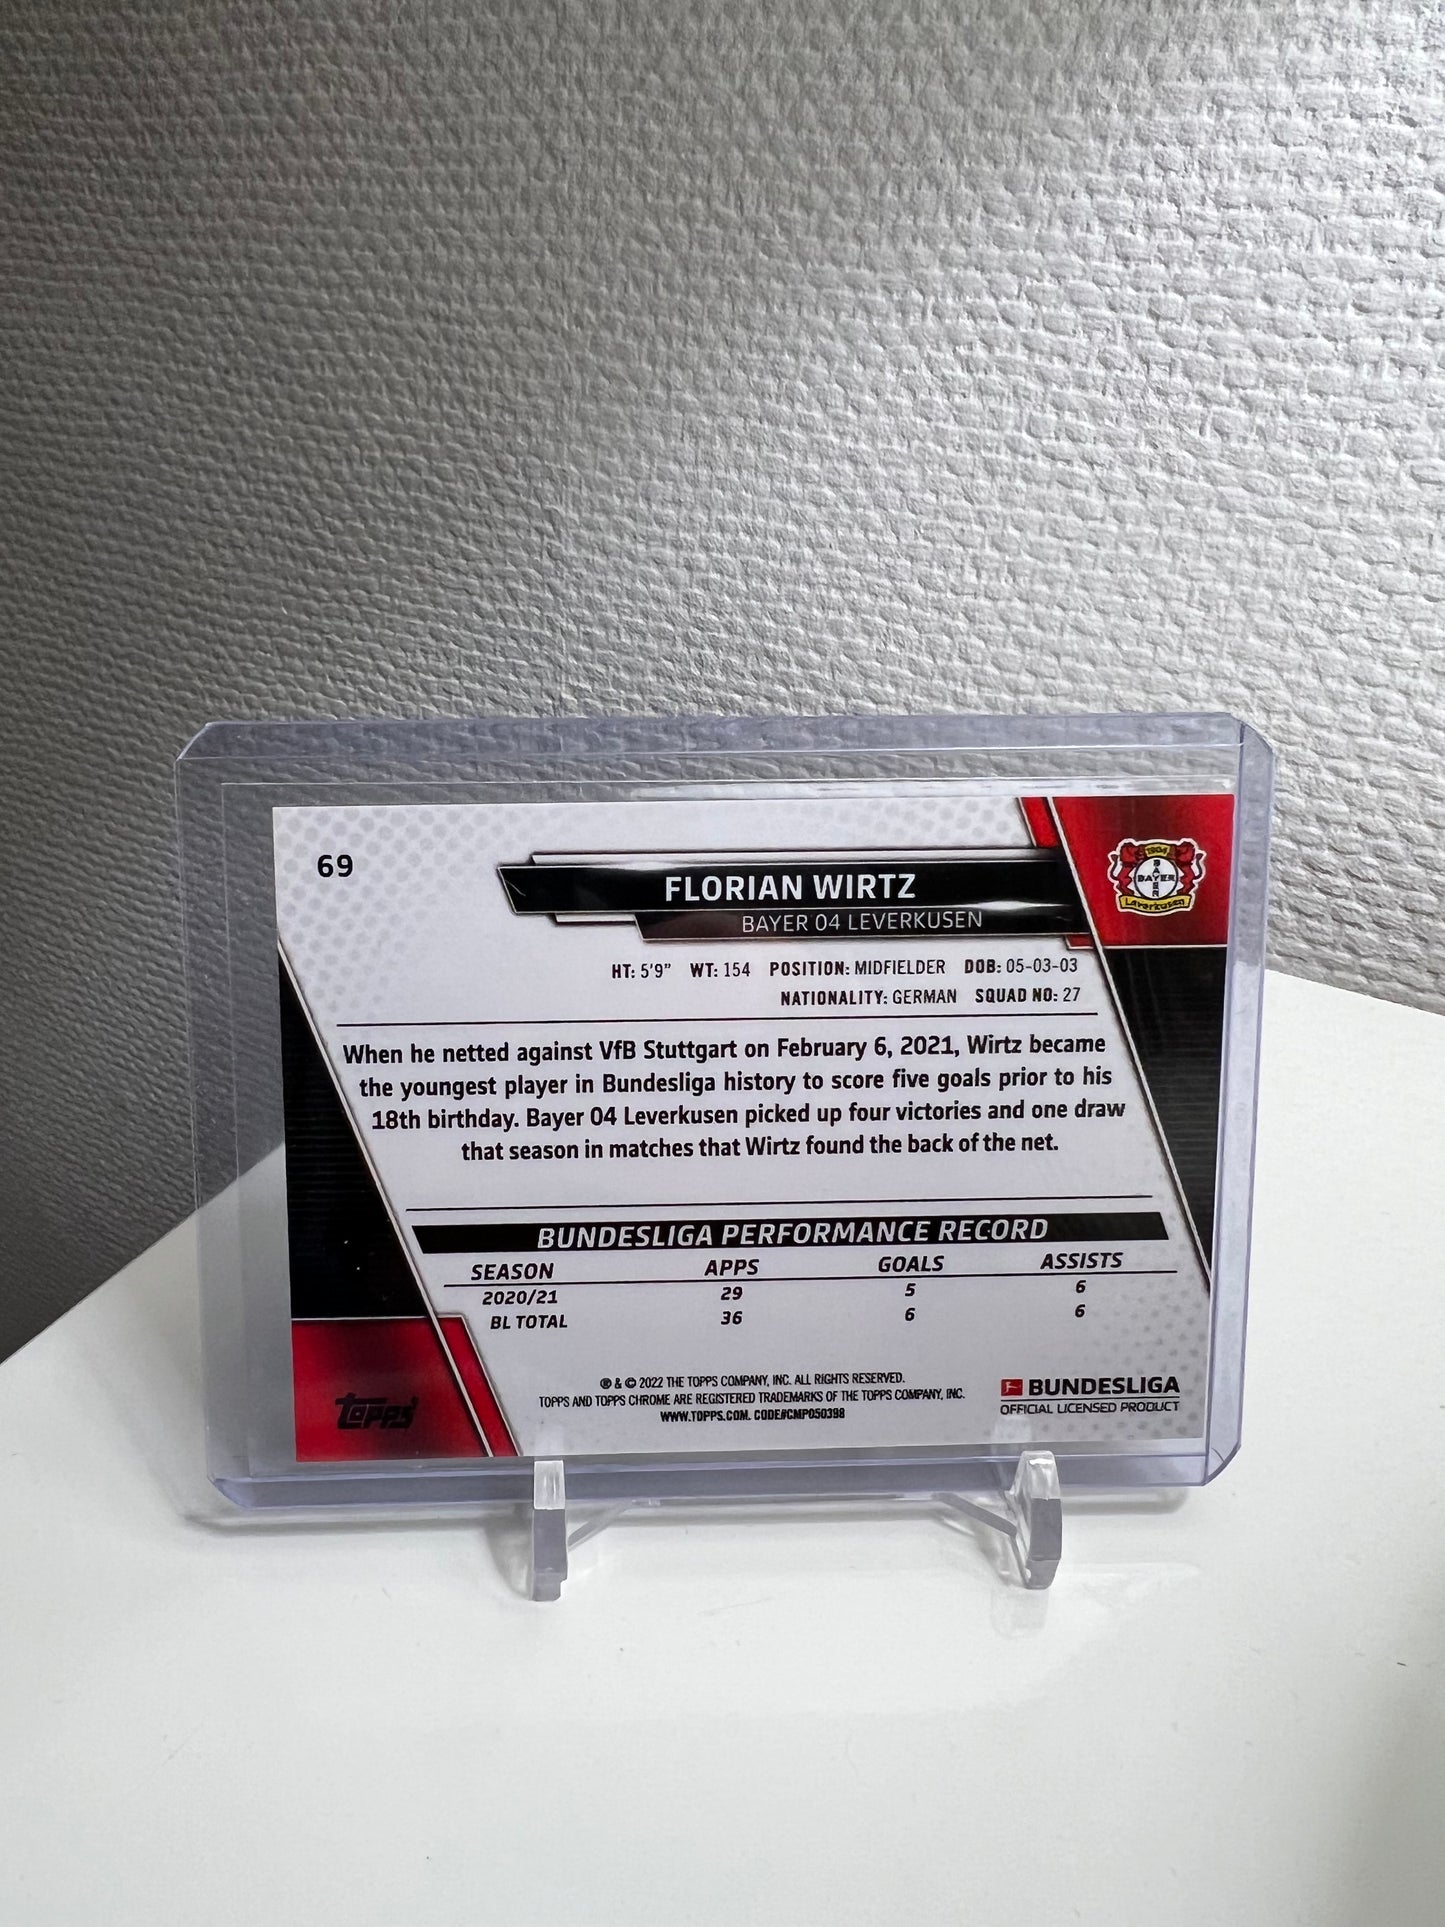 69
FLORIAN WIRTZ
BAYER 04 LEVERKUSEN
1904
BAYER
BAYER
Leverkusen
HT: 5'9" WT: 154 POSITION: MIDFIELDER DOB: 05-03-03
NATIONALITY: GERMAN SQUAD NO: 27
When he netted against VfB Stuttgart on February 6, 2021, Wirtz became
the youngest player in Bundesliga history to score five goals prior to his
18th birthday. Bayer 04 Leverkusen picked up four victories and one draw
that season in matches that Wirtz found the back of the net.
BUNDESLIGA PERFORMANCE RECORD
SEASON APPS GOALS ASSISTS
2020/21 29 5 6
BL TOTAL 36 6 6
® & © 2022 THE TOPPS COMPANY, INC. ALL RIGHTS RESERVED.
TOPPS AND TOPPS CHROME ARE REGISTERED TRADEMARKS OF THE TOPPS COMPANY, INC.
WWW.TOPPS.COM. CODE#CMP050398
topps
BUNDESLIGA
OFFICIAL LICENSED PRODUCT